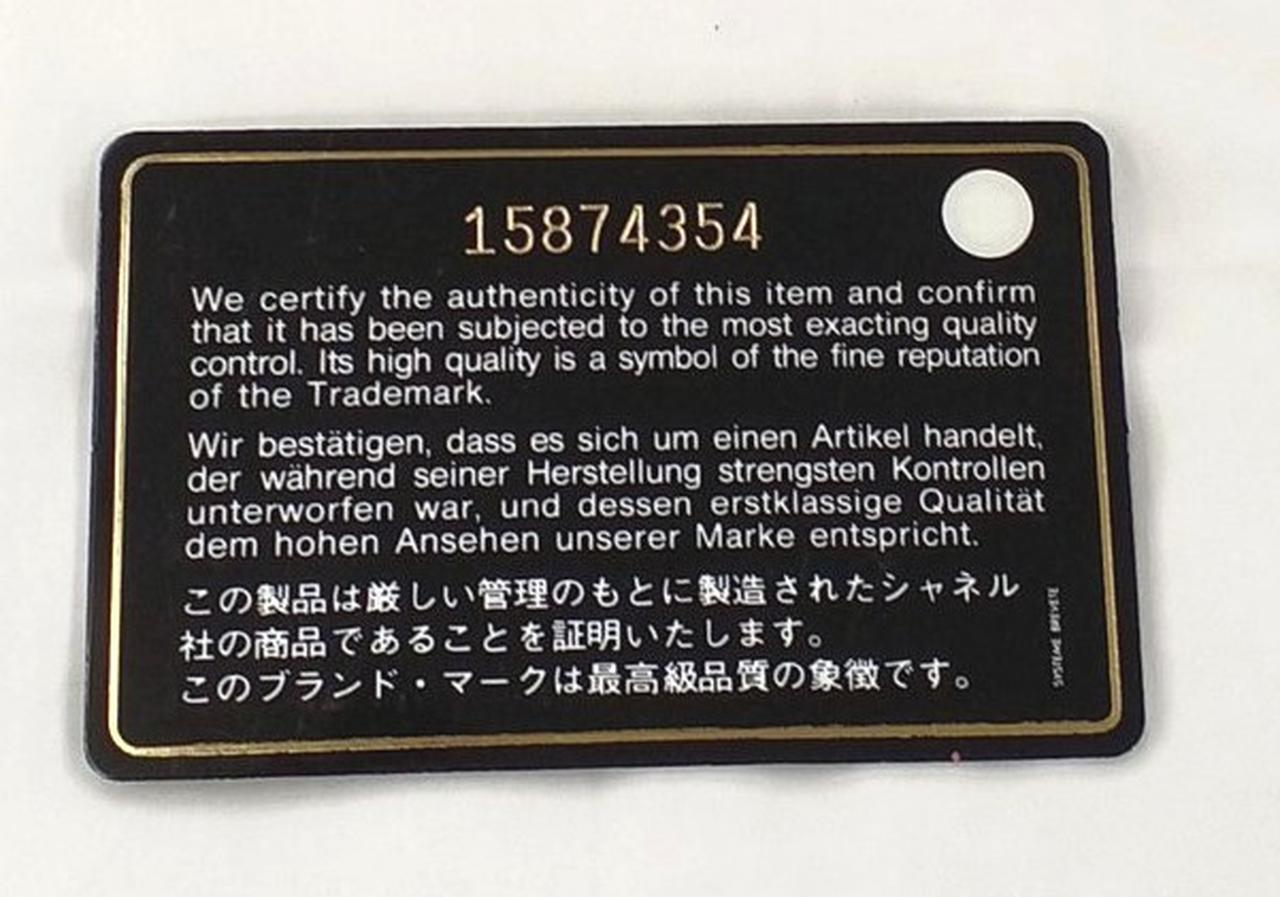 15874354
We certify the authenticity of this item and confirm
that it has been subjected to the most exacting quality
control. Its high quality is a symbol of the fine reputation
of the Trademark.
Wir bestätigen, dass es sich um einen Artikel handelt,
der während seiner Herstellung strengsten Kontrollen
unterworfen war, und dessen erstklassige Qualität
dem hohen Ansehen unserer Marke entspricht.
この製品は厳しい管理のもとに製造されたシャネル
社の商品であることを証明いたします。
このブランド・マークは最高級品質の象徴です。
SYSTEME BREVETE